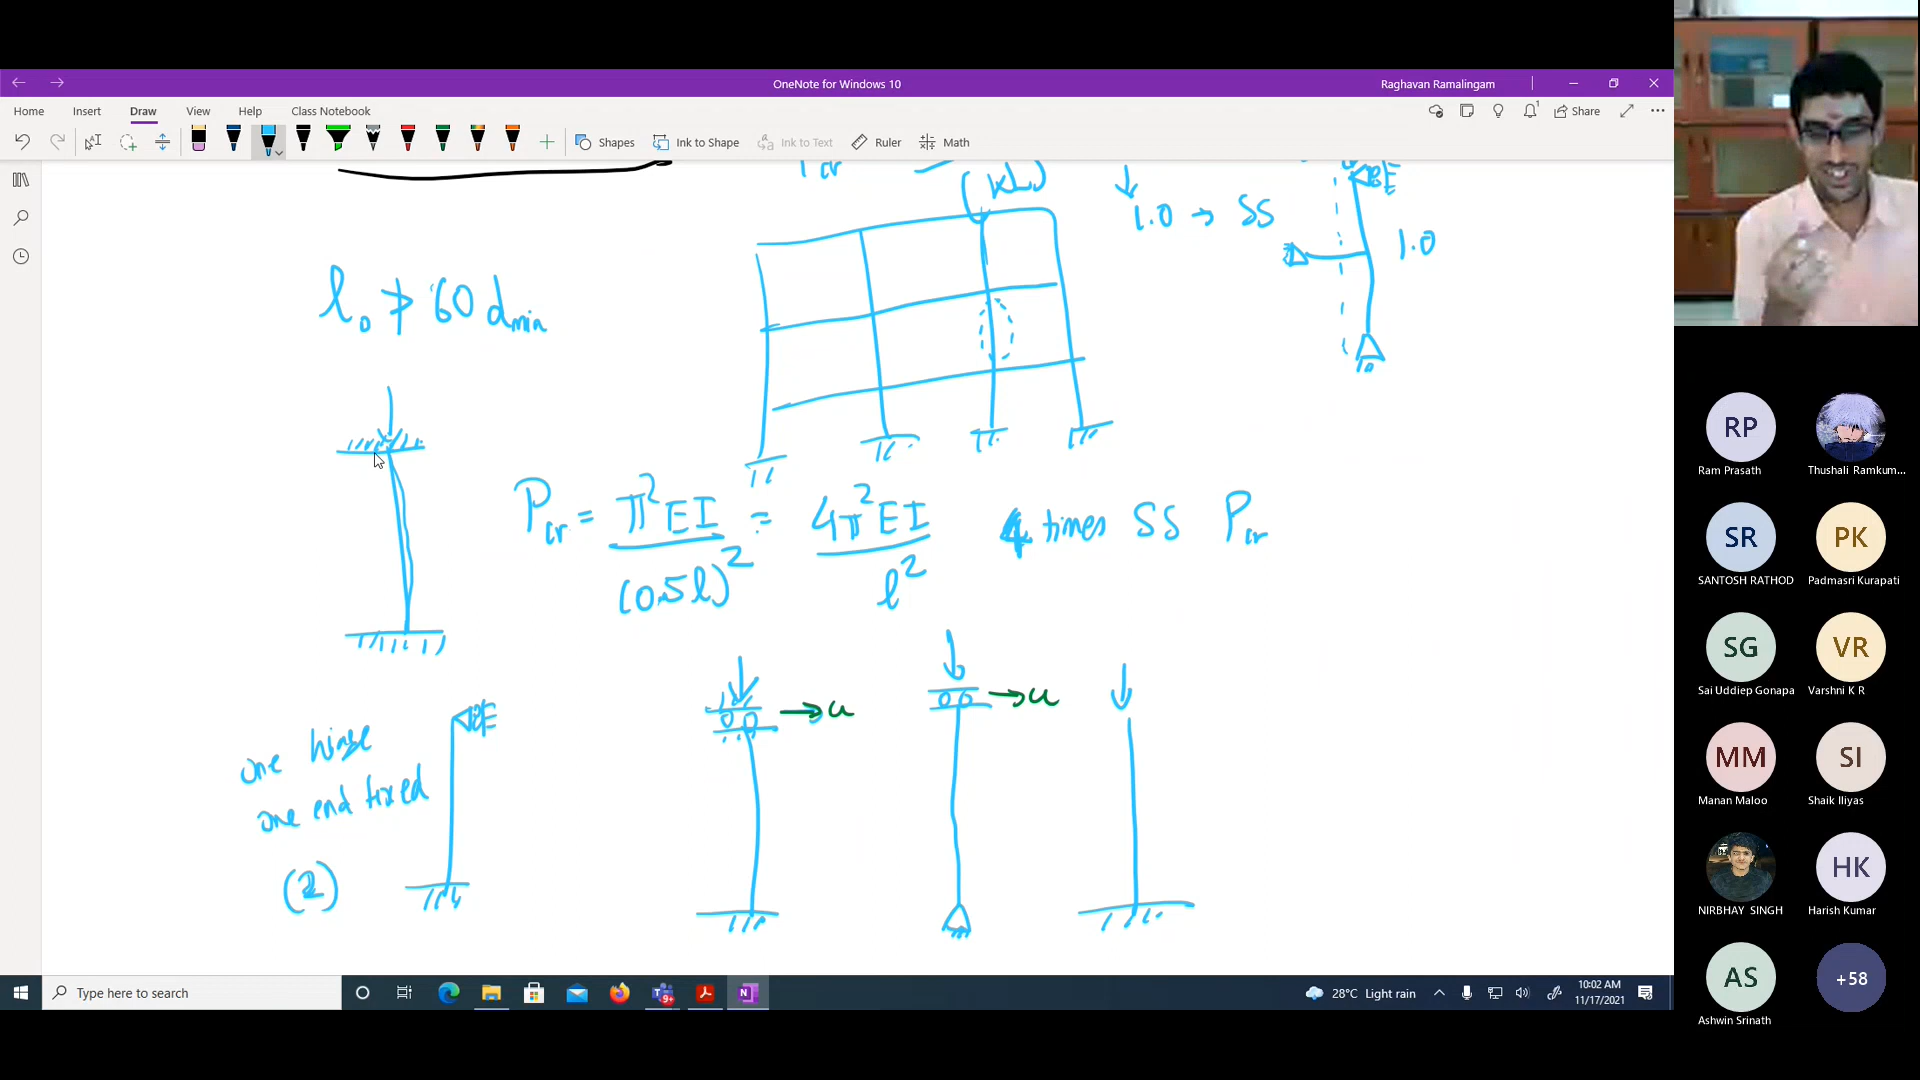 OneNote for Windows 10
Raghavan Ramalingam
Home Insert Draw View Help Class Notebook
Share
Shapes Ink to Shape Ink to Text Ruler Math
(kL)
1.0 → SS
1.0
l₀ ≯ 60 dmin
Pcr = π²EI / (0.5l)² = 4π²EI / l² 4 times SS Pcr
→ u
→ u
one hinge
one end fixed
(2)
RP
Ram Prasath
Thushali Ramkum...
SR
SANTOSH RATHOD
PK
Padmasri Kurapati
SG
Sai Uddiep Gonapa
VR
Varshni K R
MM
Manan Maloo
SI
Shaik Iliyas
NIRBHAY SINGH
HK
Harish Kumar
AS
Ashwin Srinath
+58
Type here to search
28°C Light rain
10:02 AM
11/17/2021